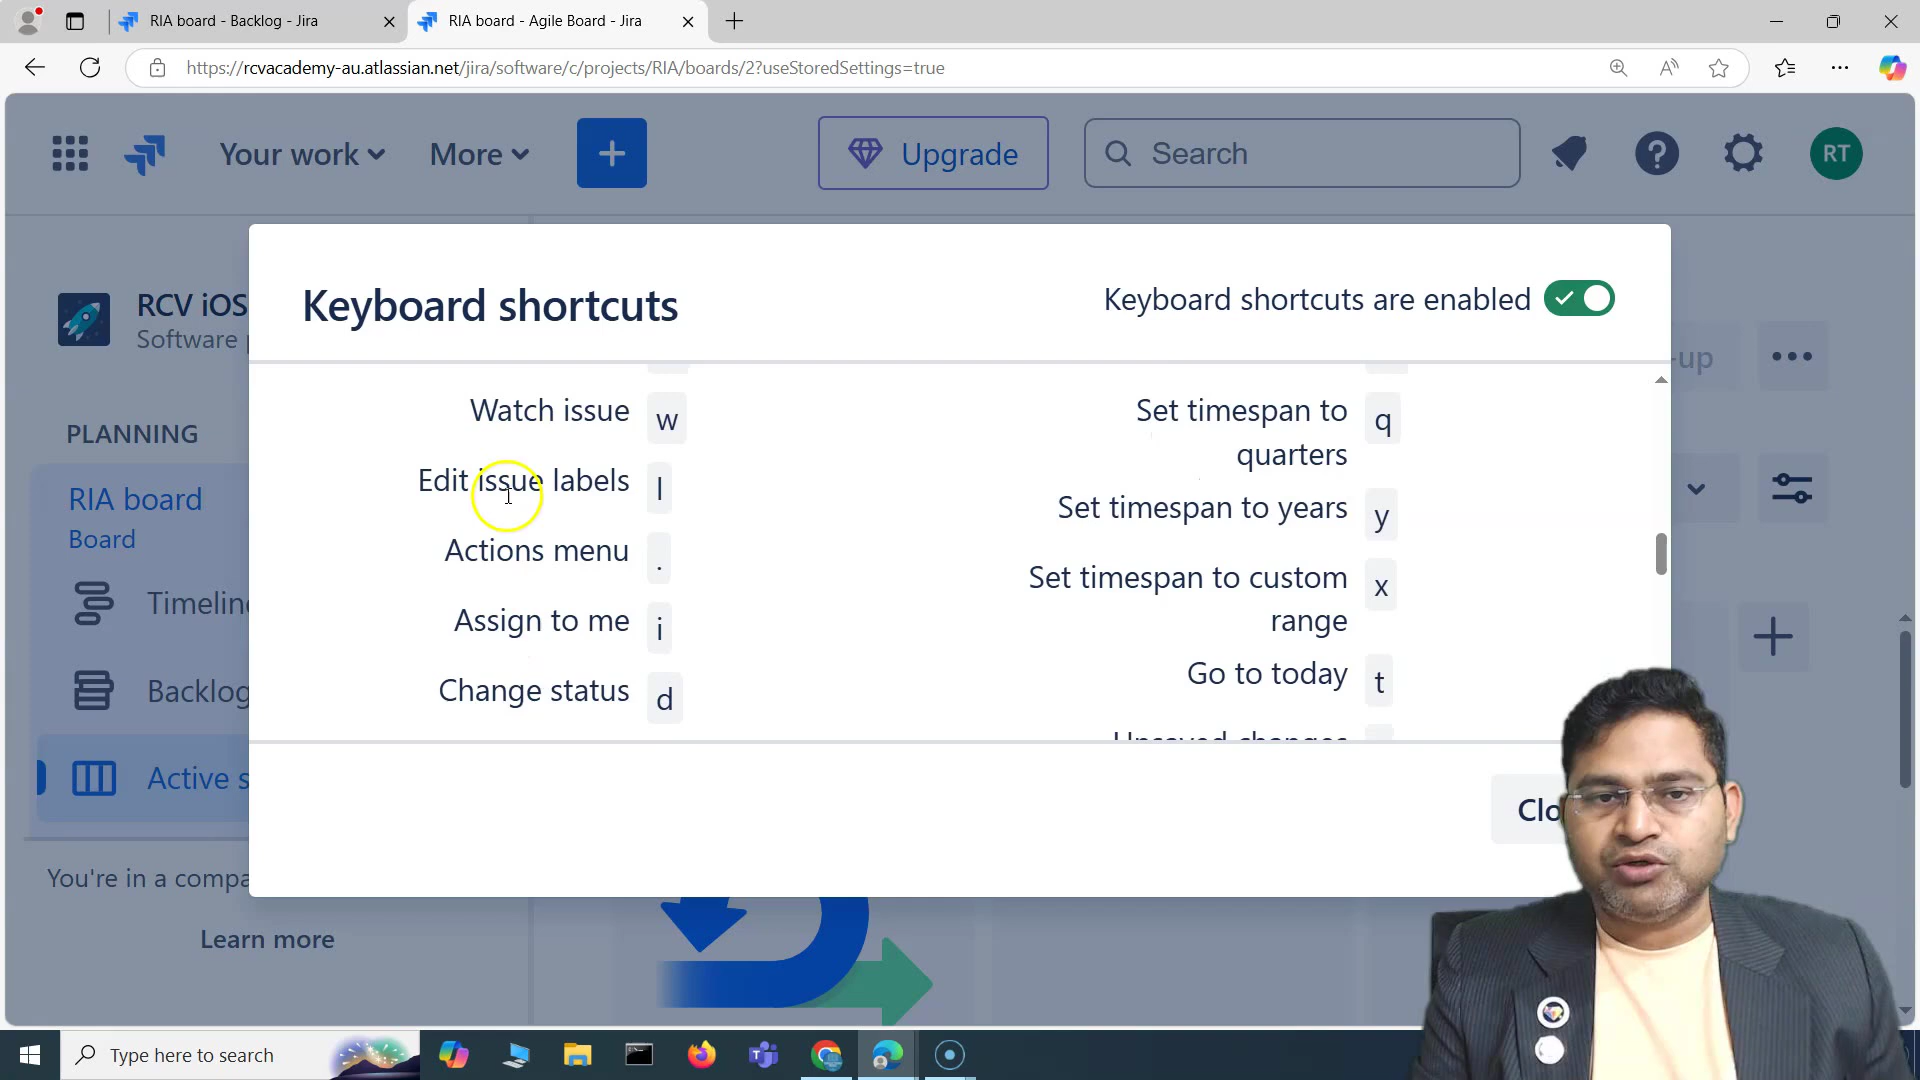 RIA board - Backlog - Jira
RIA board - Agile Board - Jira
https://rcvacademy-au.atlassian.net/jira/software/c/projects/RIA/boards/2?useStoredSettings=true
Your work
More
Upgrade
Search
RT
RCV iOS
Software
Keyboard shortcuts
Keyboard shortcuts are enabled
-up
PLANNING
RIA board
Board
Timeline
Backlog
Active s
You're in a compa
Learn more
Watch issue w
Edit issue labels l
Actions menu .
Assign to me i
Change status d
Set timespan to
quarters q
Set timespan to years y
Set timespan to custom
range x
Go to today t
Unsaved changes
Clo
Type here to search